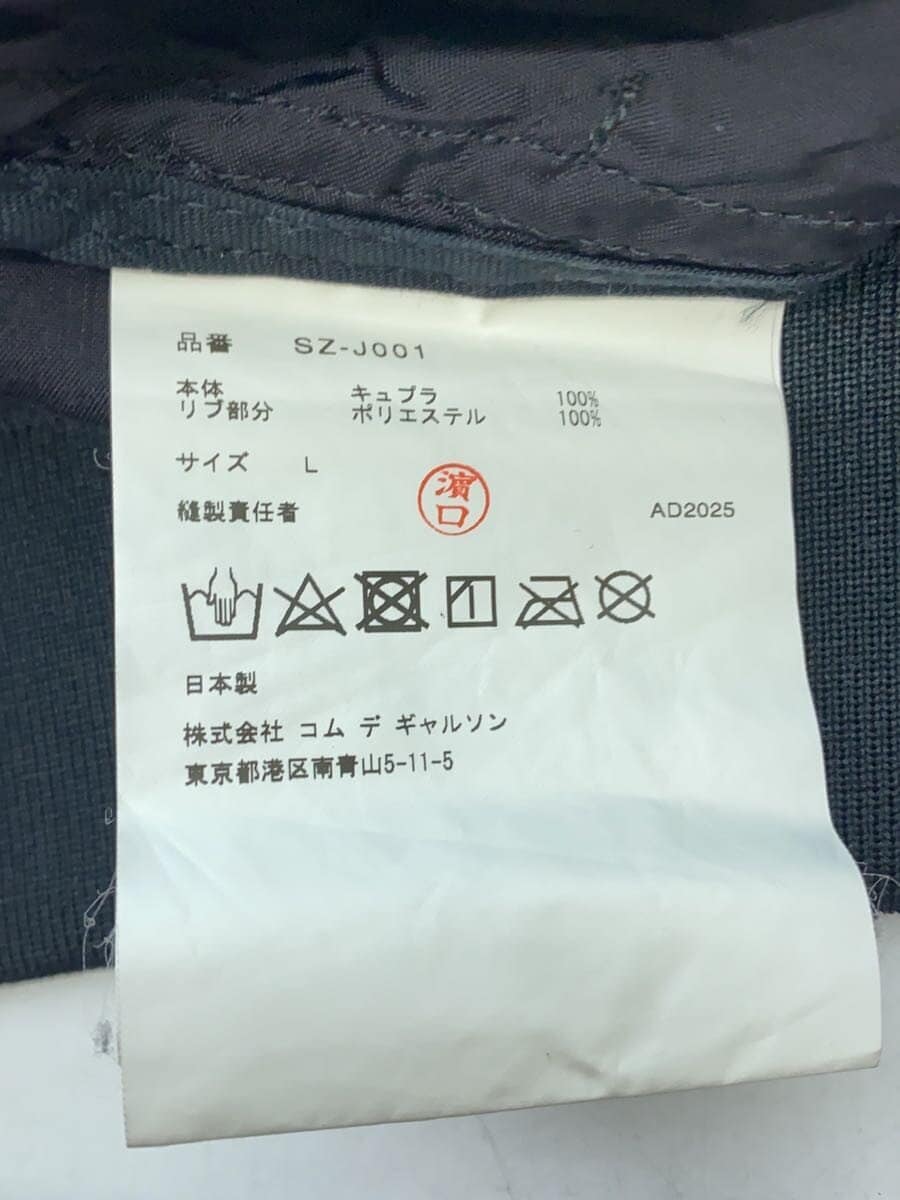 品番 SZ-J001
本体 キュプラ 100%
リブ部分 ポリエステル 100%
サイズ L
縫製責任者 濱口 AD2025
日本製
株式会社 コム デ ギャルソン
東京都港区南青山5-11-5